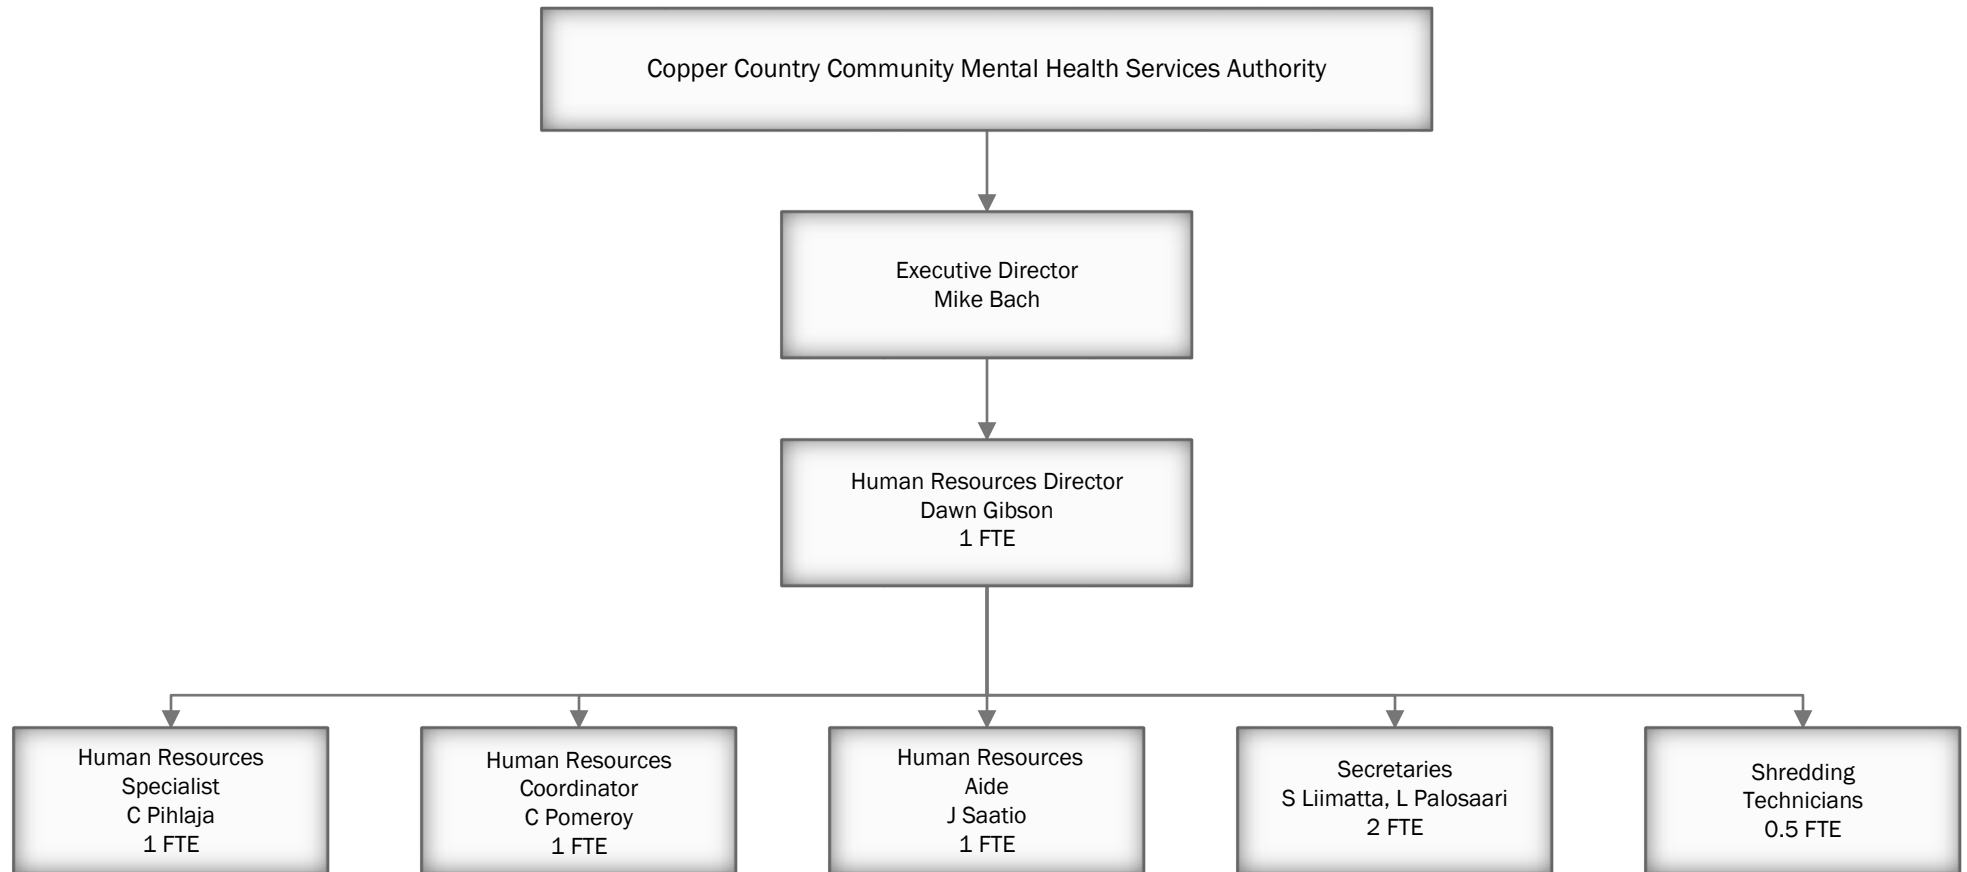 Copper Country Community Mental Health Services Authority
Executive Director
Mike Bach
Human Resources Director
Dawn Gibson
1 FTE
Human Resources
Specialist
C Pihlaja
1 FTE
Human Resources
Coordinator
C Pomeroy
1 FTE
Human Resources
Aide
J Saatio
1 FTE
Secretaries
S Liimatta, L Palosaari
2 FTE
Shredding
Technicians
0.5 FTE